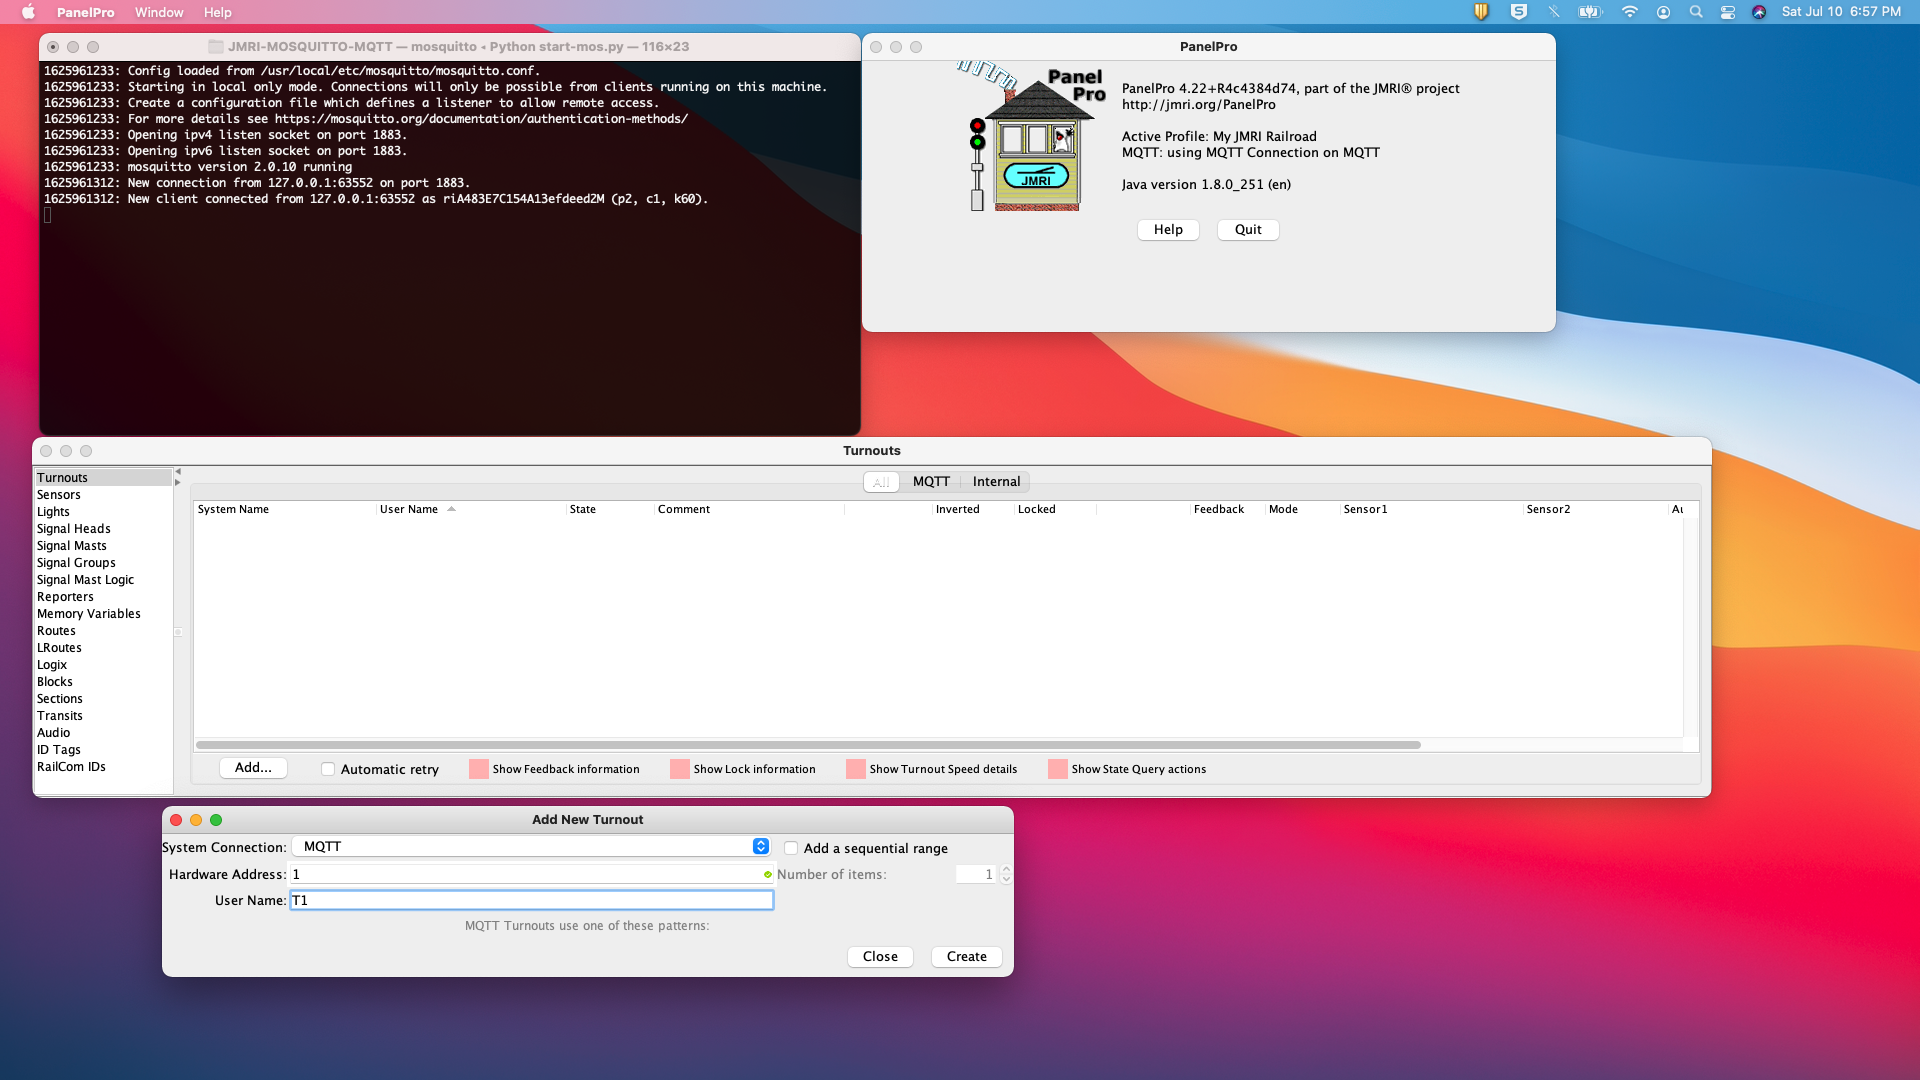 PanelPro Window Help Sat Jul 10 6:57 PM
JMRI-MOSQUITTO-MQTT — mosquitto ◂ Python start-mos.py — 116×23
1625961233: Config loaded from /usr/local/etc/mosquitto/mosquitto.conf.
1625961233: Starting in local only mode. Connections will only be possible from clients running on this machine.
1625961233: Create a configuration file which defines a listener to allow remote access.
1625961233: For more details see https://mosquitto.org/documentation/authentication-methods/
1625961233: Opening ipv4 listen socket on port 1883.
1625961233: Opening ipv6 listen socket on port 1883.
1625961233: mosquitto version 2.0.10 running
1625961312: New connection from 127.0.0.1:63552 on port 1883.
1625961312: New client connected from 127.0.0.1:63552 as riA483E7C154A13efdeed2M (p2, c1, k60).
PanelPro
Panel
Pro
JMRI
PanelPro 4.22+R4c4384d74, part of the JMRI® project
http://jmri.org/PanelPro
Active Profile: My JMRI Railroad
MQTT: using MQTT Connection on MQTT
Java version 1.8.0_251 (en)
Help Quit
Turnouts
Turnouts
Sensors
Lights
Signal Heads
Signal Masts
Signal Groups
Signal Mast Logic
Reporters
Memory Variables
Routes
LRoutes
Logix
Blocks
Sections
Transits
Audio
ID Tags
RailCom IDs
All MQTT Internal
System Name User Name State Comment Inverted Locked Feedback Mode Sensor1 Sensor2 Au
Add... Automatic retry Show Feedback information Show Lock information Show Turnout Speed details Show State Query actions
Add New Turnout
System Connection: MQTT Add a sequential range
Hardware Address: 1 Number of items: 1
User Name: T1
MQTT Turnouts use one of these patterns:
Close Create